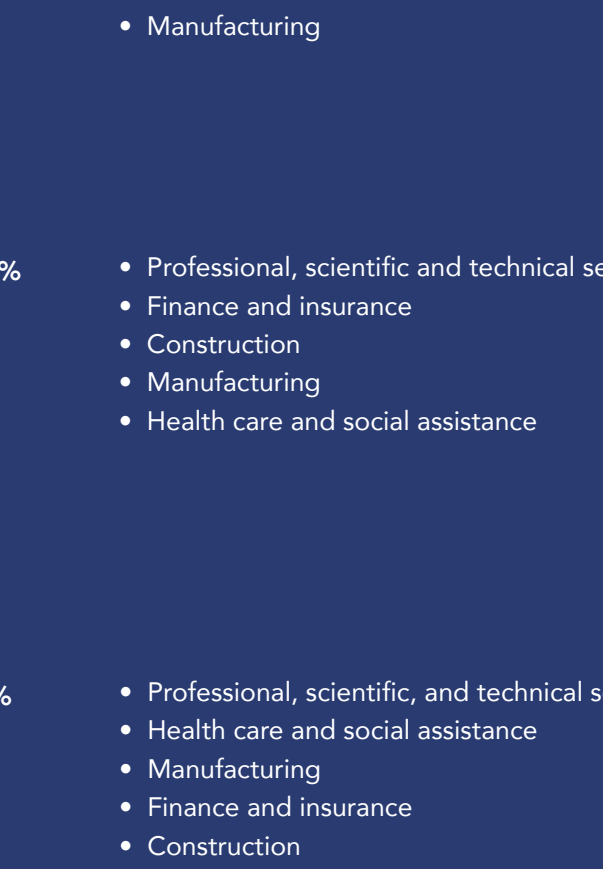 • Manufacturing
%
• Professional, scientific and technical
• Finance and insurance
• Construction
• Manufacturing
• Health care and social assistance
%
• Professional, scientific, and technical
• Health care and social assistance
• Manufacturing
• Finance and insurance
• Construction